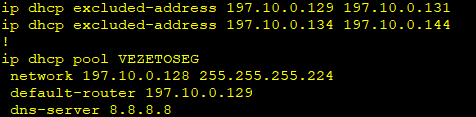 ip dhcp excluded-address 197.10.0.129 197.10.0.131
ip dhcp excluded-address 197.10.0.134 197.10.0.144
!
ip dhcp pool VEZETOSEG
network 197.10.0.128 255.255.255.224
default-router 197.10.0.129
dns-server 8.8.8.8